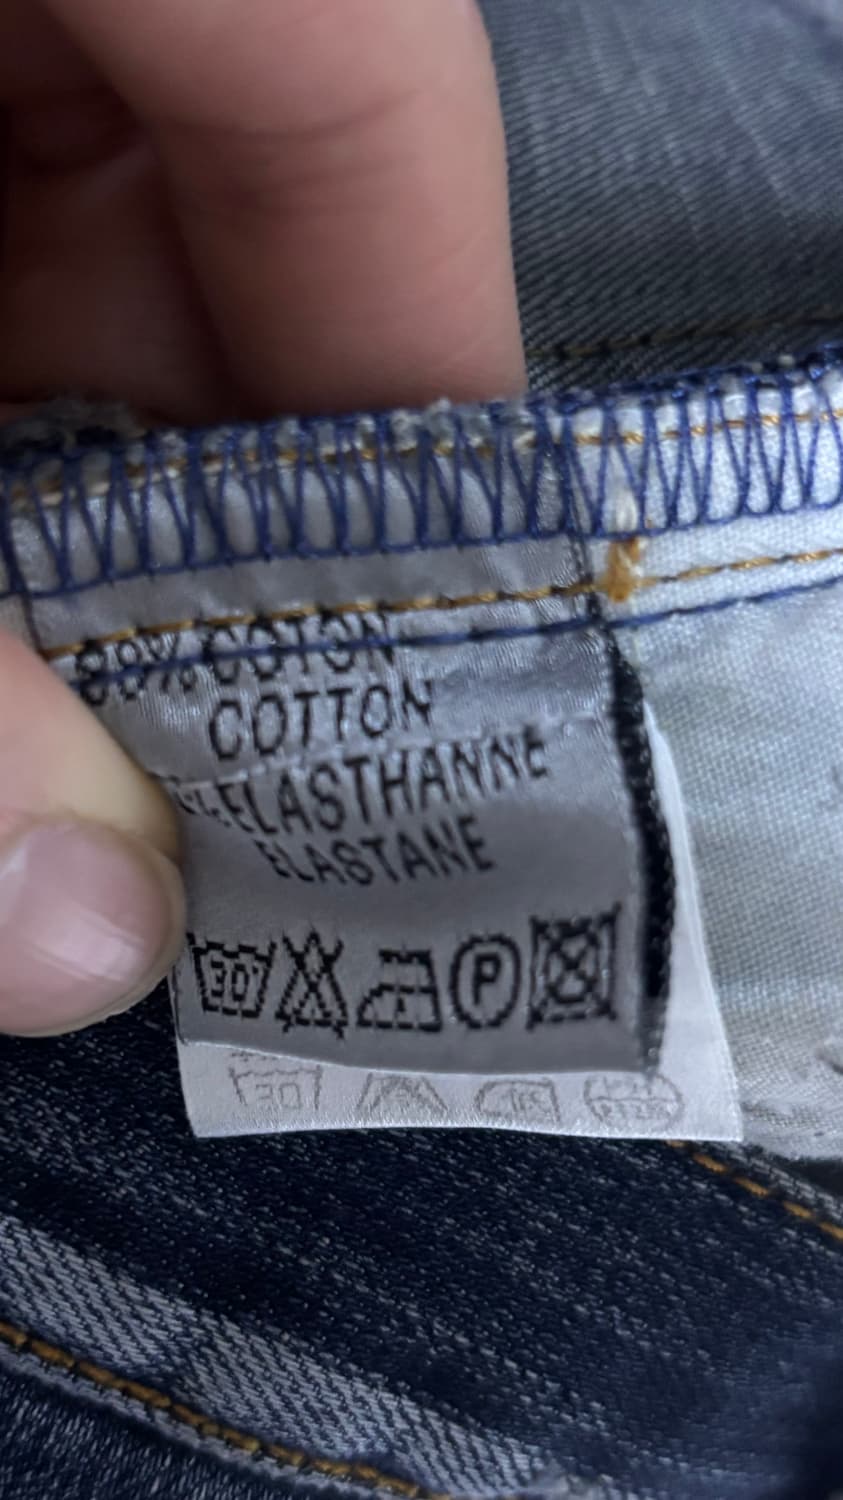 COTON
COTTON
ELASTHANNE
ELASTANE
30° P
30